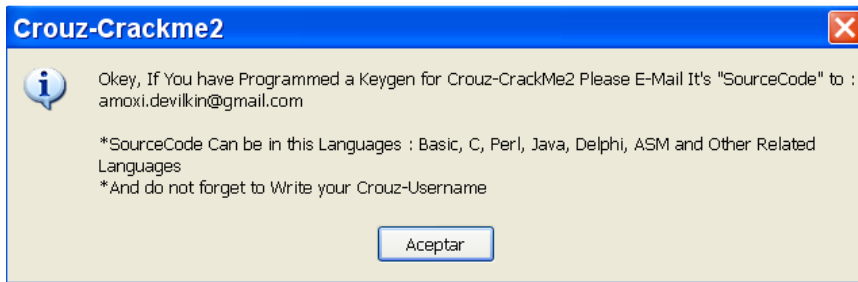 Crouz-Crackme2
Okey, If You have Programmed a Keygen for Crouz-CrackMe2 Please E-Mail It's "SourceCode" to :
amoxi.devilkin@gmail.com
*SourceCode Can be in this Languages : Basic, C, Perl, Java, Delphi, ASM and Other Related
Languages
*And do not forget to Write your Crouz-Username
Aceptar